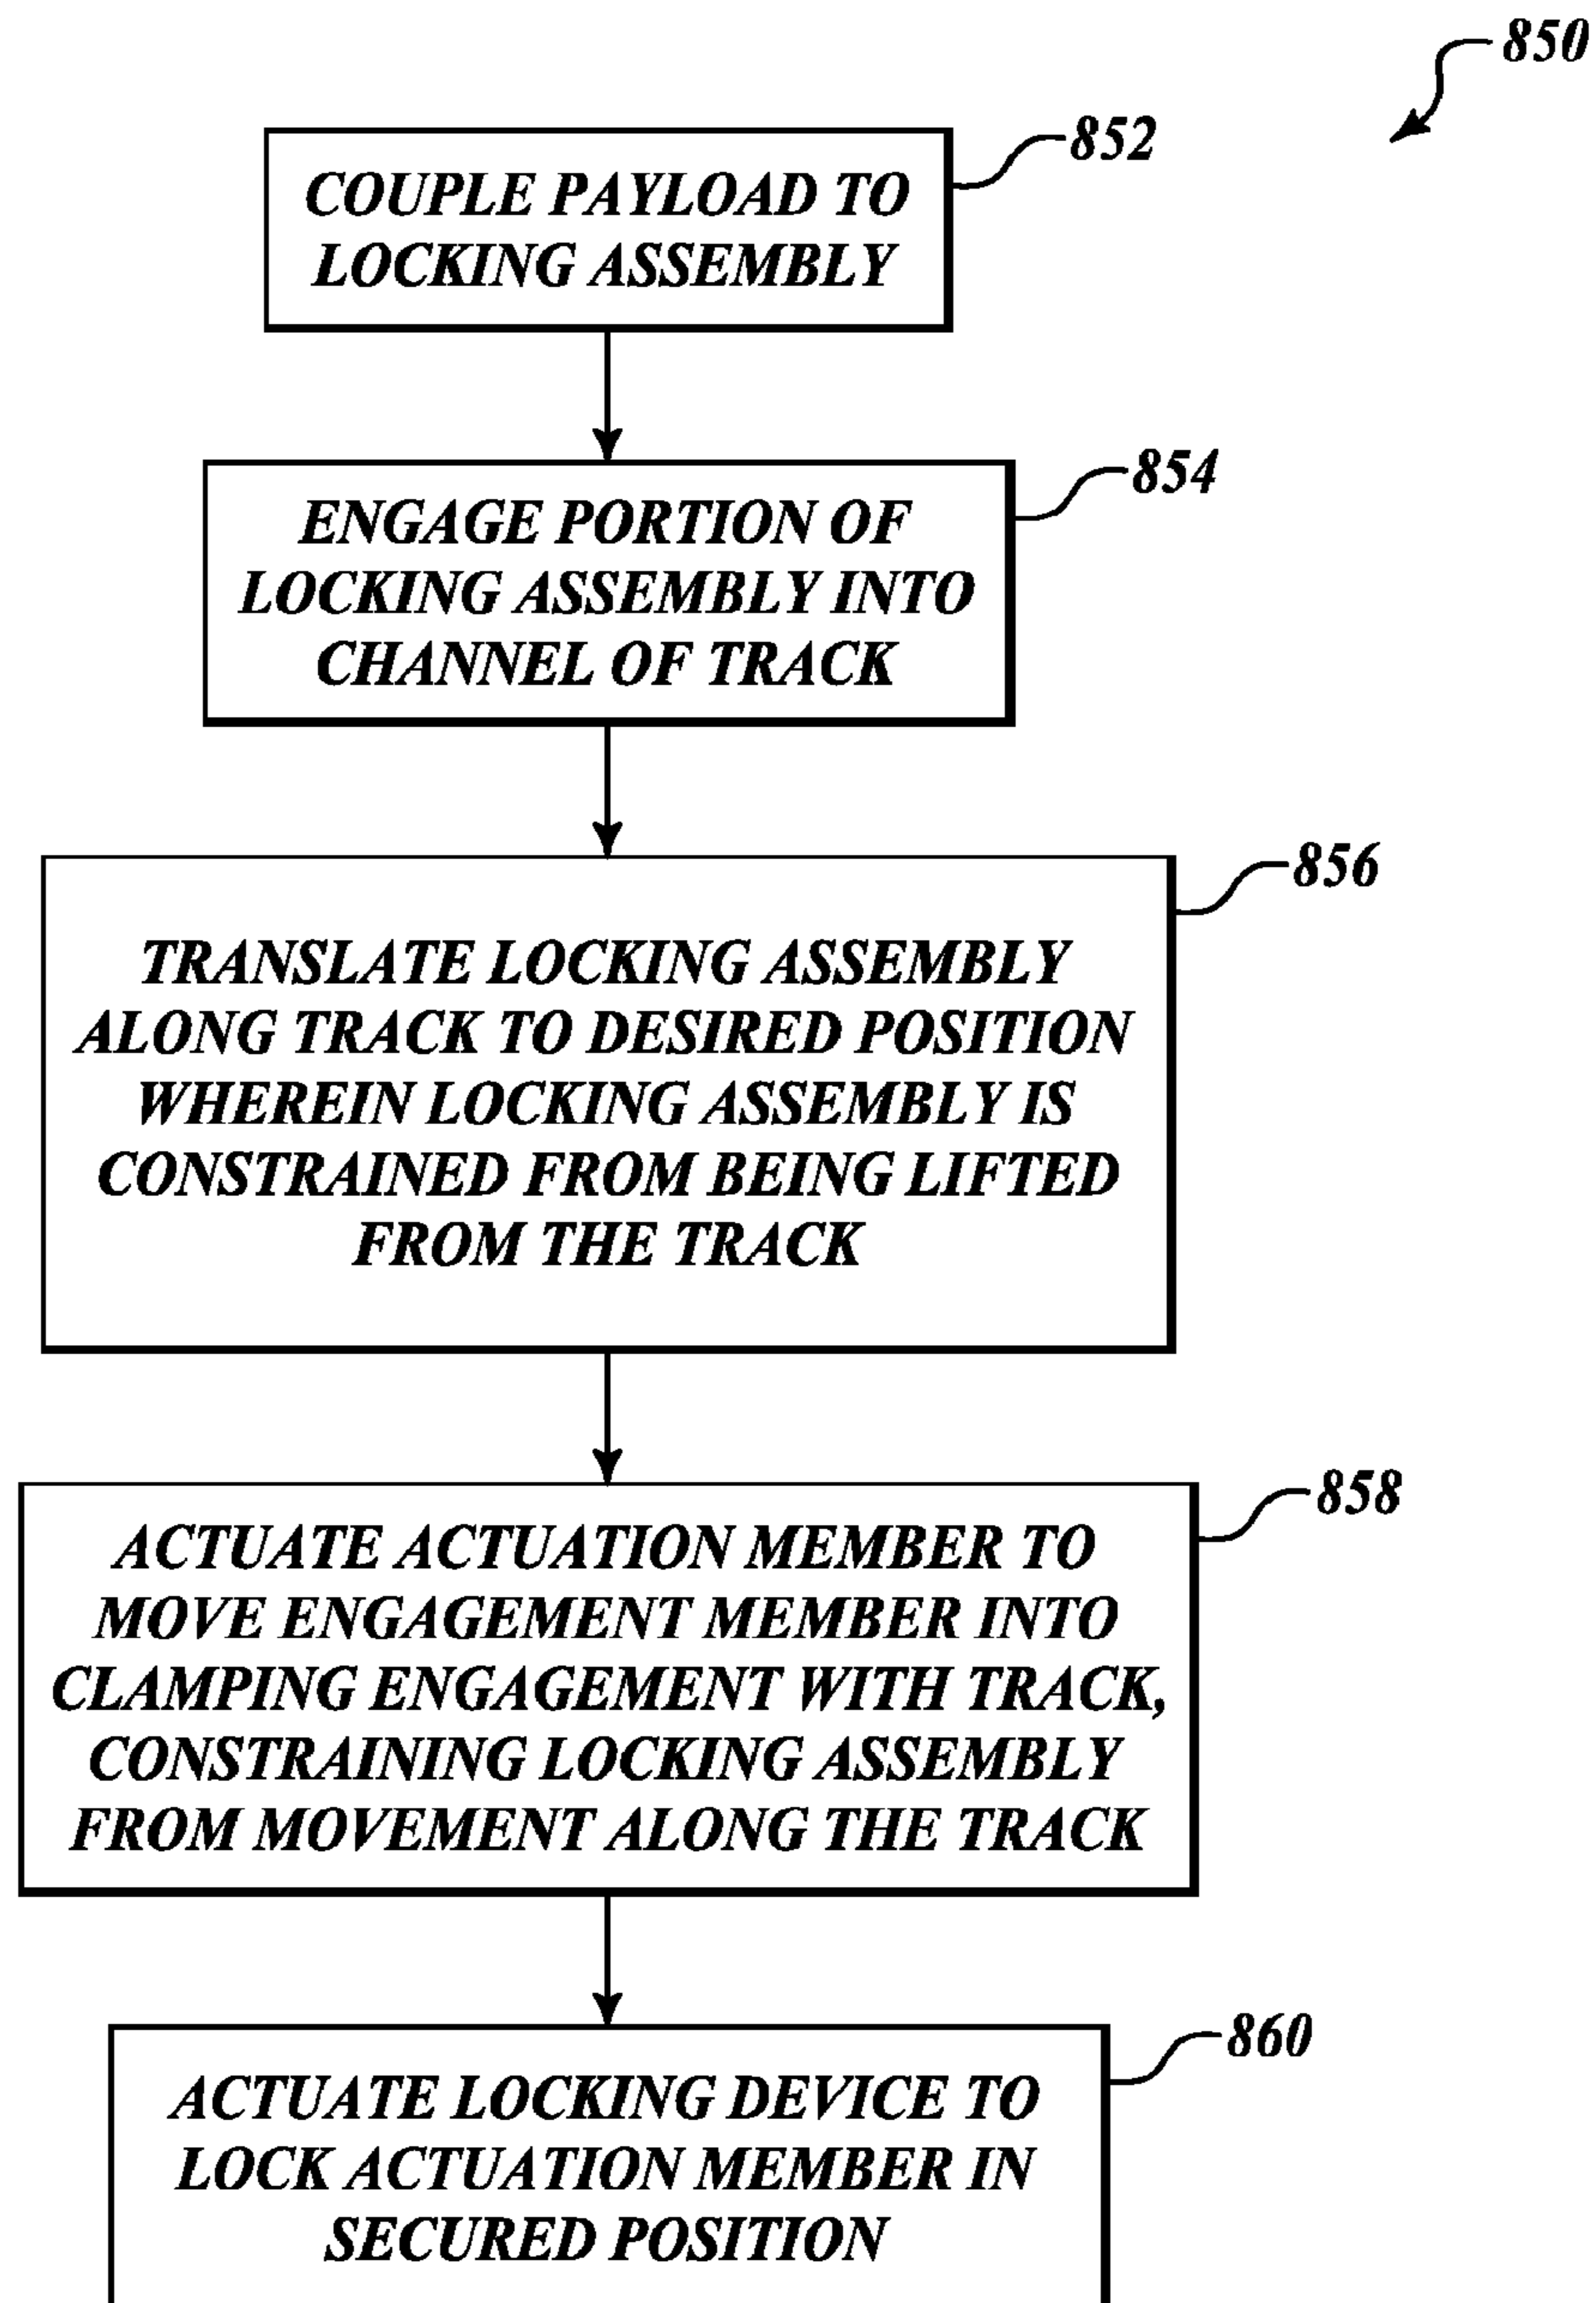 850
852
COUPLE PAYLOAD TO
LOCKING ASSEMBLY
854
ENGAGE PORTION OF
LOCKING ASSEMBLY INTO
CHANNEL OF TRACK
856
TRANSLATE LOCKING ASSEMBLY
ALONG TRACK TO DESIRED POSITION
WHEREIN LOCKING ASSEMBLY IS
CONSTRAINED FROM BEING LIFTED
FROM THE TRACK
858
ACTUATE ACTUATION MEMBER TO
MOVE ENGAGEMENT MEMBER INTO
CLAMPING ENGAGEMENT WITH TRACK,
CONSTRAINING LOCKING ASSEMBLY
FROM MOVEMENT ALONG THE TRACK
860
ACTUATE LOCKING DEVICE TO
LOCK ACTUATION MEMBER IN
SECURED POSITION